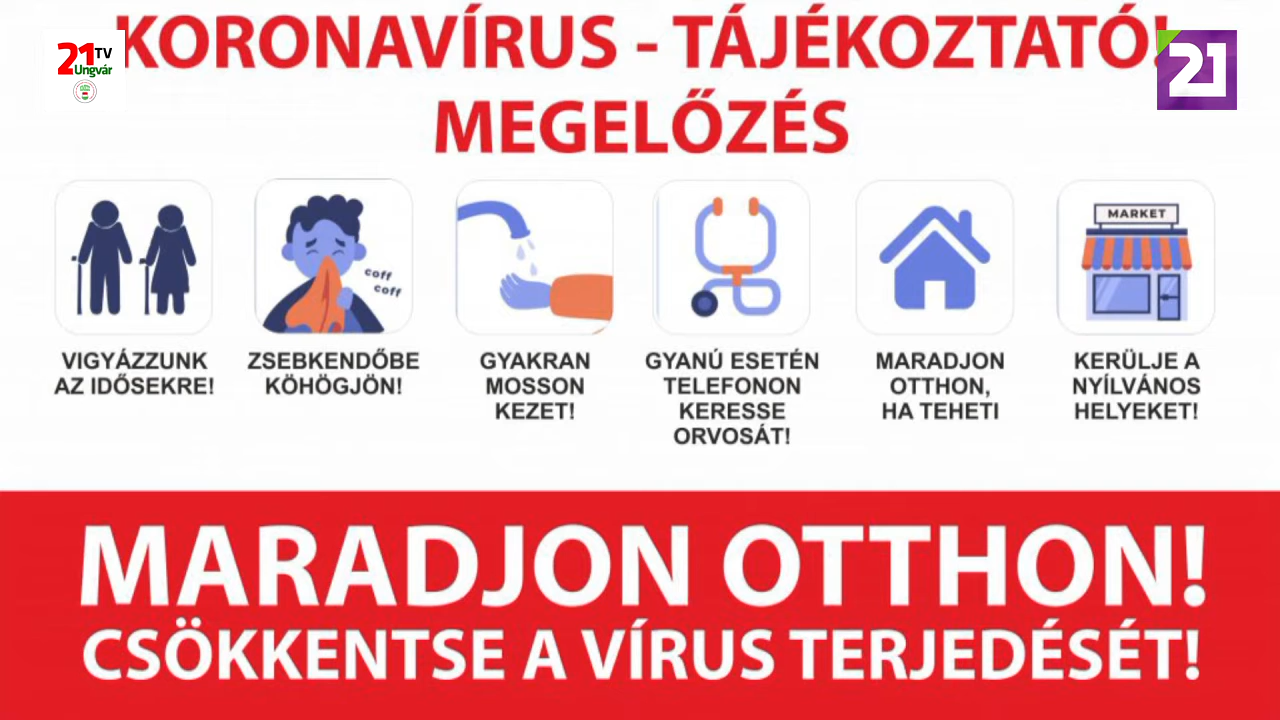 KORONAVÍRUS - TÁJÉKOZTATÓ!
21 TV
Ungvár
21
MEGELŐZÉS
MARKET
coff
coff
VIGYÁZZUNK
AZ IDŐSEKRE!
ZSEBKENDŐBE
KÖHÖGJÖN!
GYAKRAN
MOSSON
KEZET!
GYANÚ ESETÉN
TELEFONON
KERESSE
ORVOSÁT!
MARADJON
OTTHON,
HA TEHETI
KERÜLJE A
NYÍLVÁNOS
HELYEKET!
MARADJON OTTHON!
CSÖKKENTSE A VÍRUS TERJEDÉSÉT!